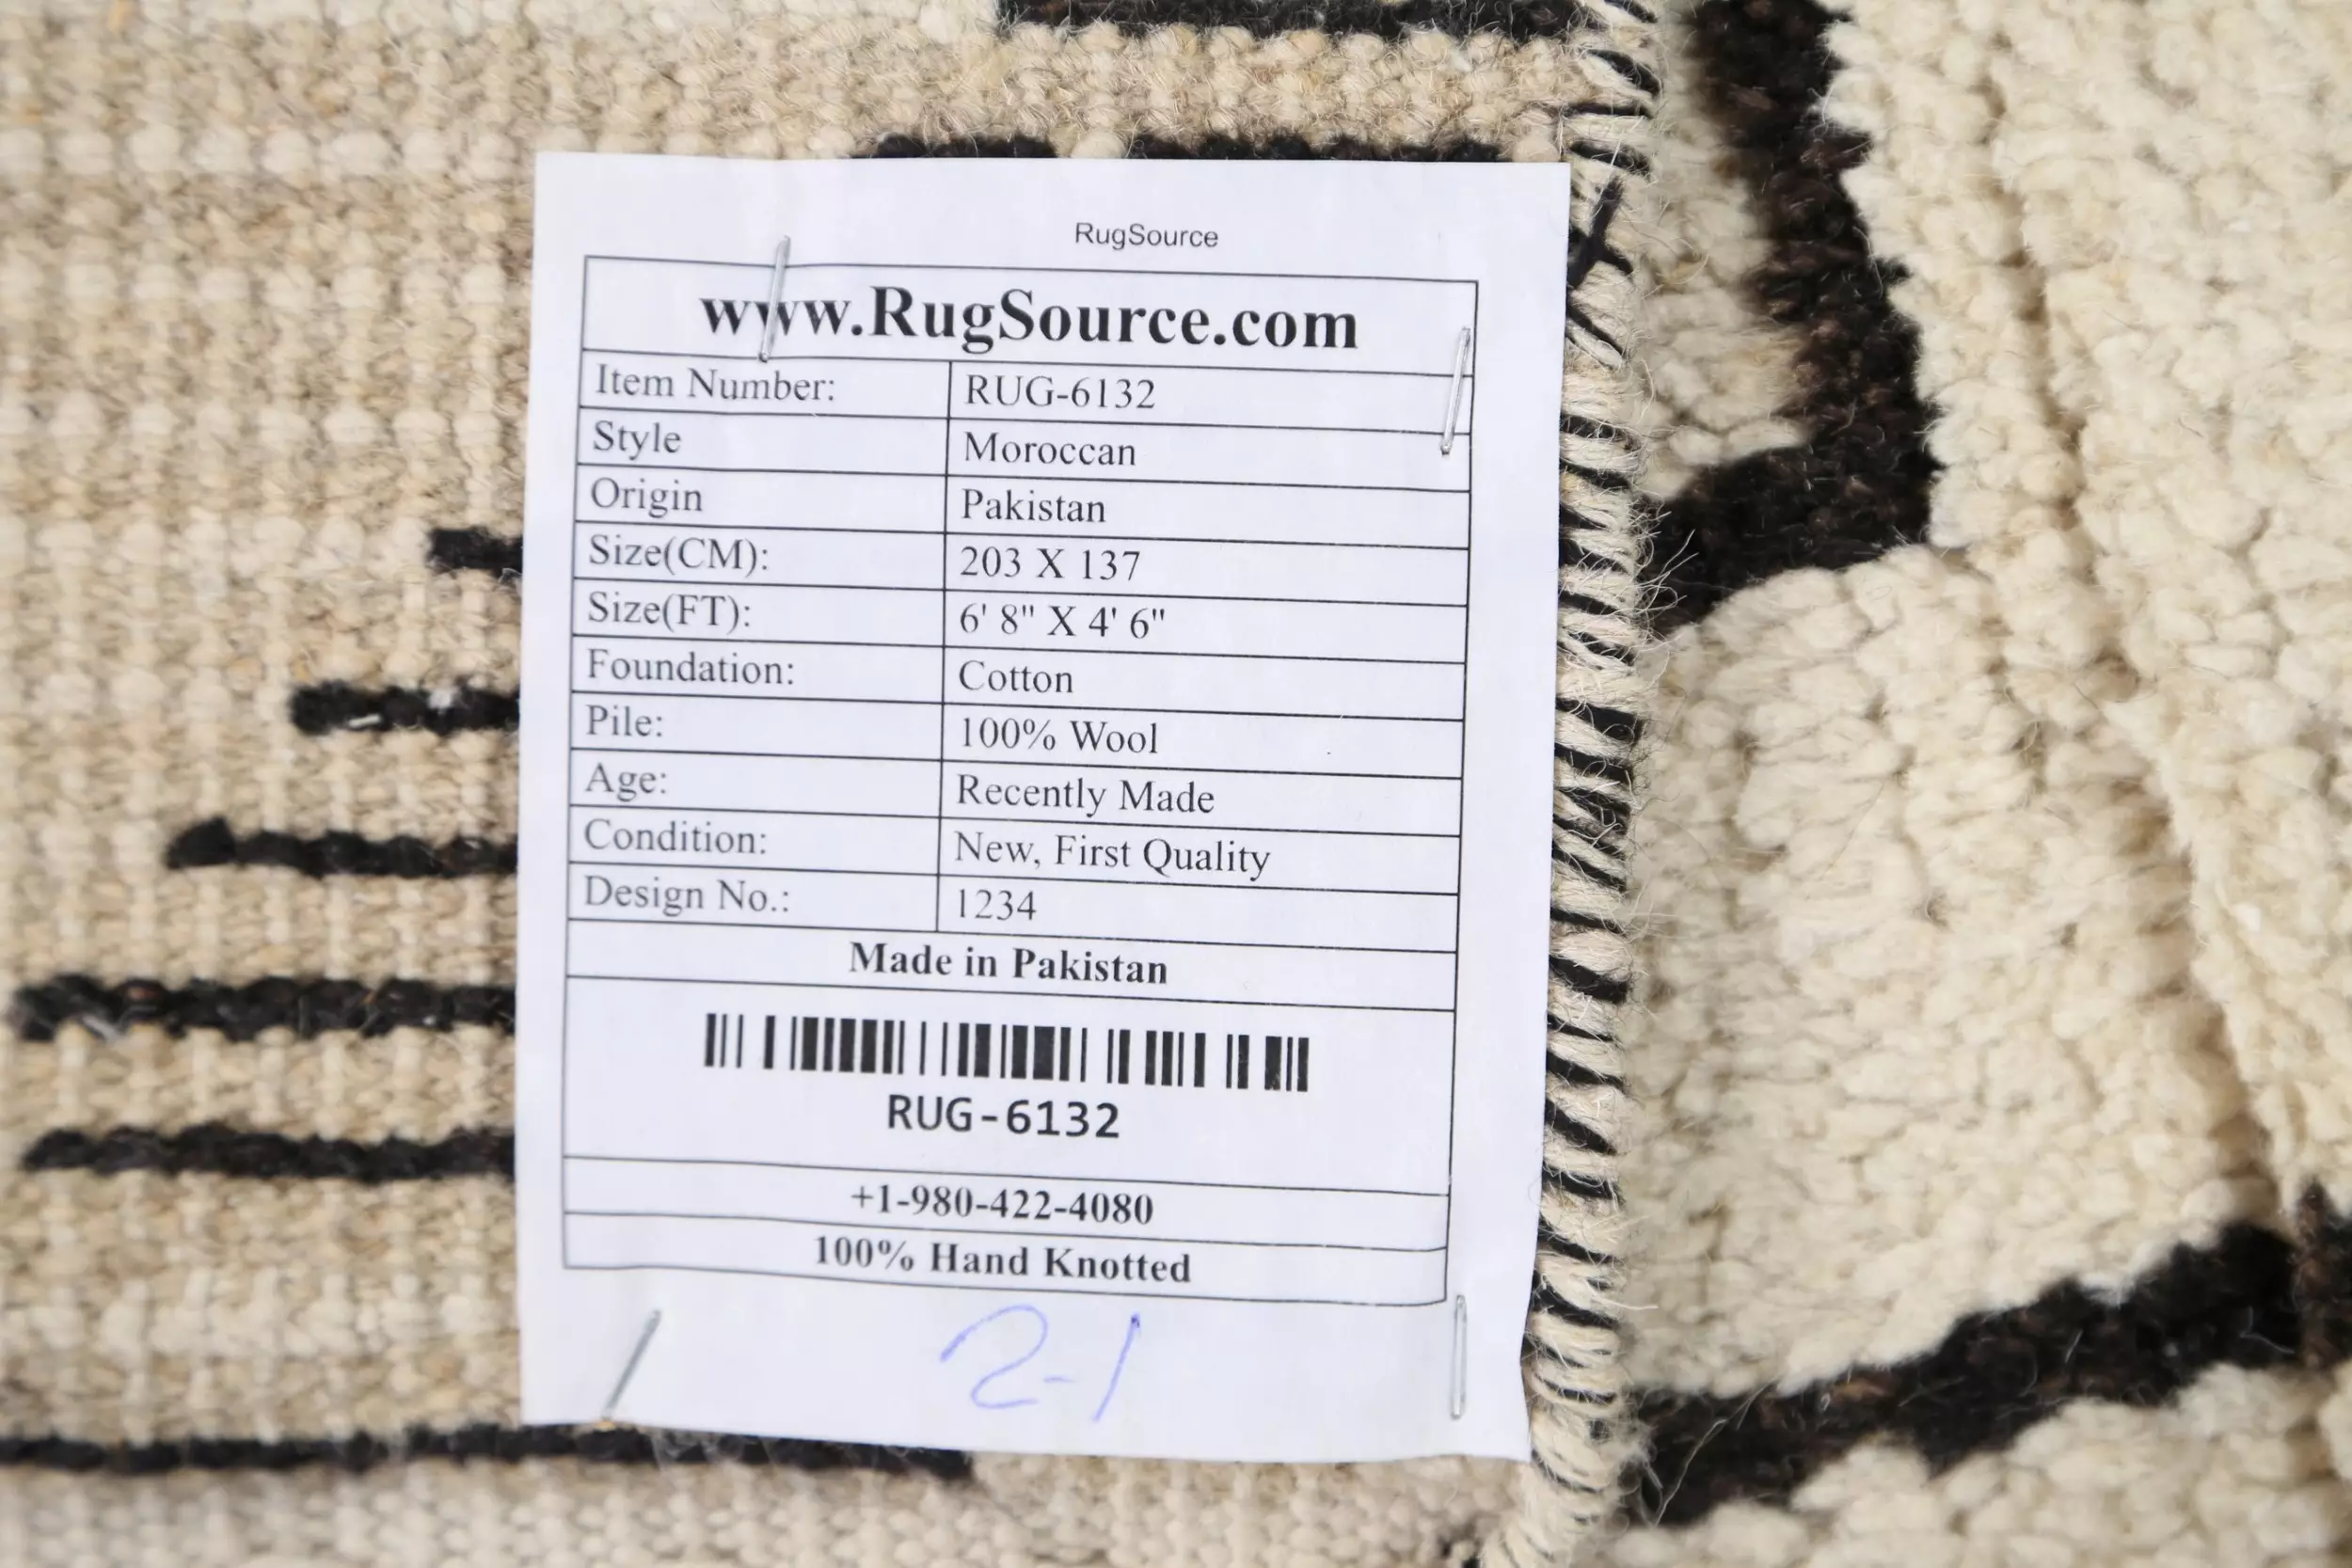 RugSource
www.RugSource.com
Item Number: RUG-6132
Style Moroccan
Origin Pakistan
Size(CM): 203 X 137
Size(FT): 6' 8" X 4' 6"
Foundation: Cotton
Pile: 100% Wool
Age: Recently Made
Condition: New, First Quality
Design No.: 1234
Made in Pakistan
RUG-6132
+1-980-422-4080
100% Hand Knotted
2-1